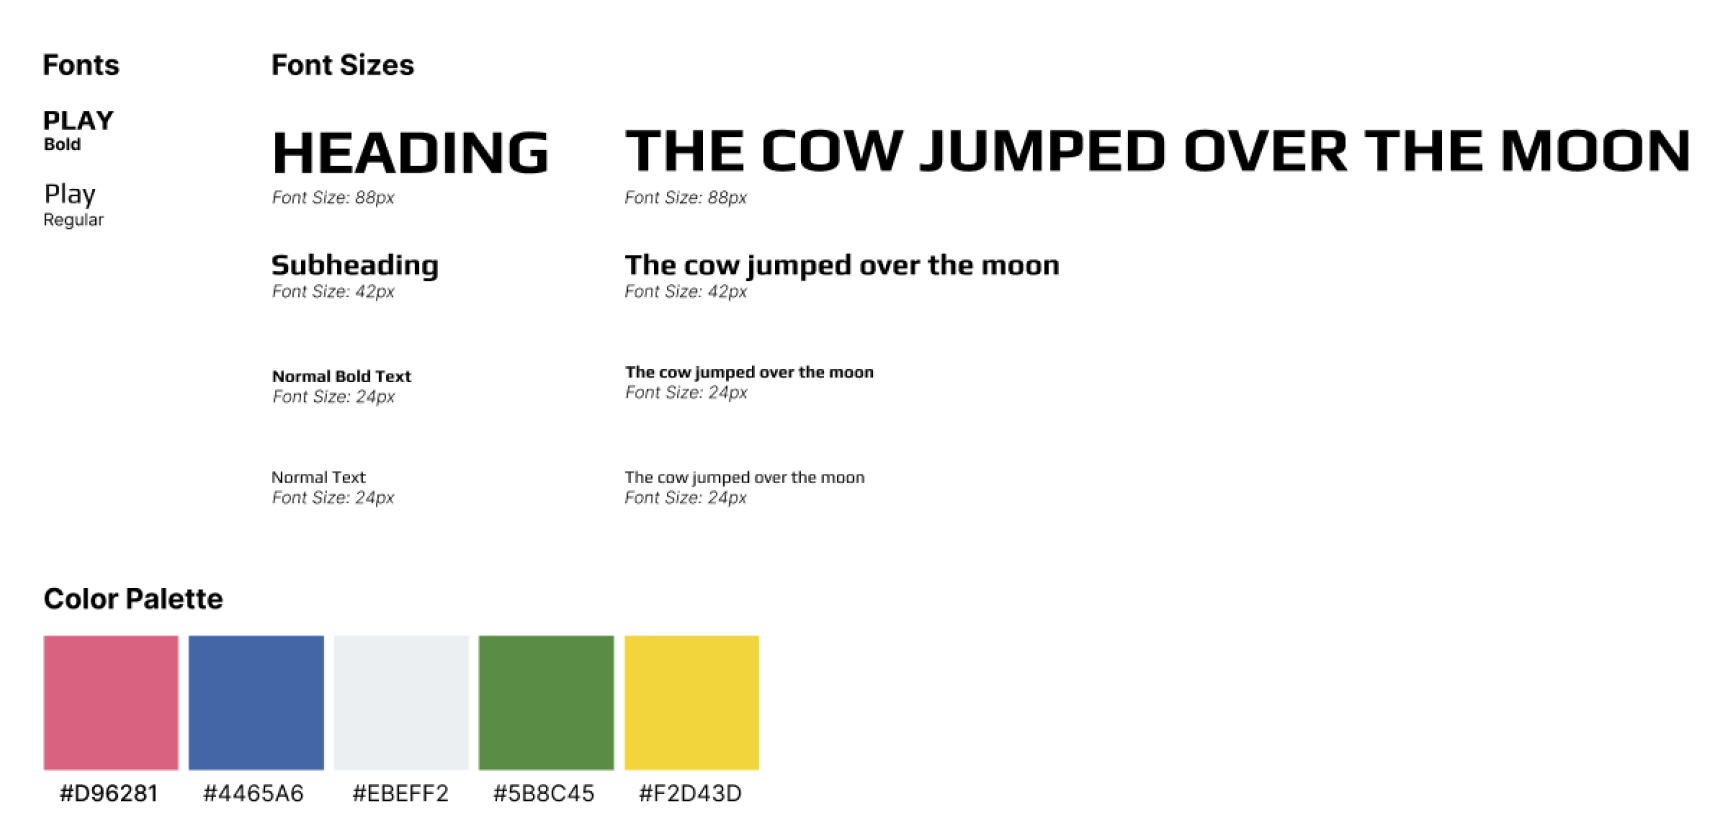 Fonts
PLAY
Bold
Play
Regular
Font Sizes
HEADING
Font Size: 88px
THE COW JUMPED OVER THE MOON
Font Size: 88px
Subheading
Font Size: 42px
The cow jumped over the moon
Font Size: 42px
Normal Bold Text
Font Size: 24px
The cow jumped over the moon
Font Size: 24px
Normal Text
Font Size: 24px
The cow jumped over the moon
Font Size: 24px
Color Palette
#D96281
#4465A6
#EBEFF2
#5B8C45
#F2D43D